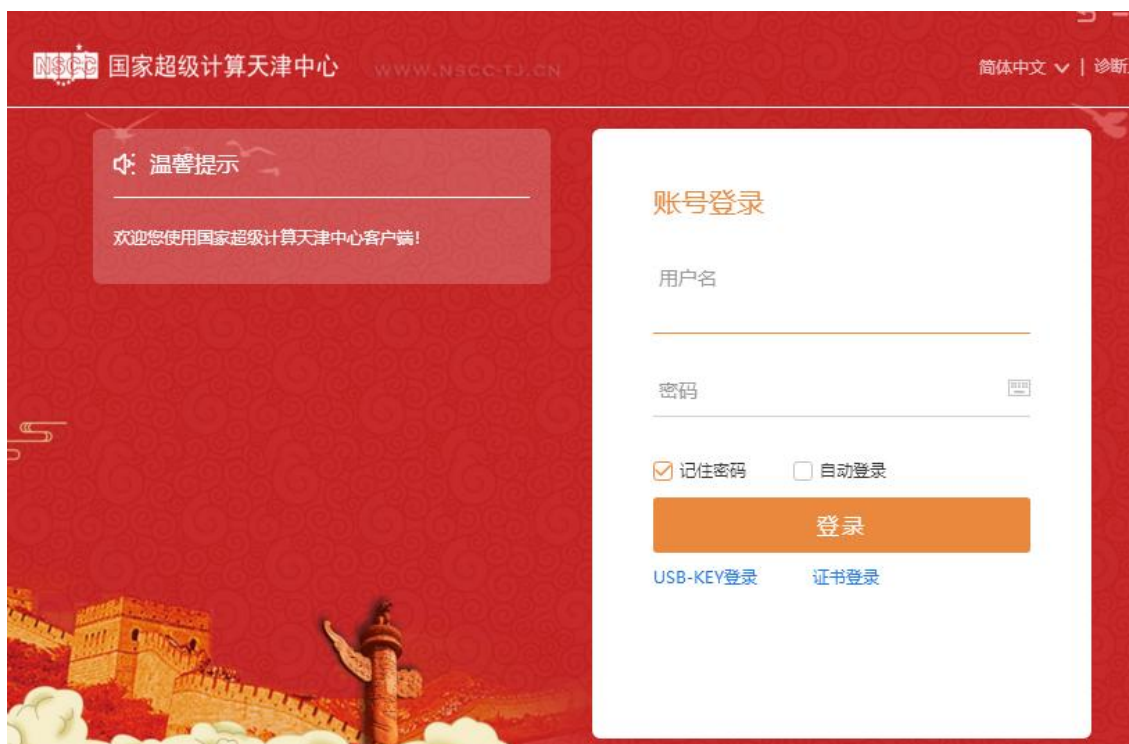 NSCC 国家超级计算天津中心 WWW.NSCC-TJ.CN
简体中文 | 诊断
温馨提示
欢迎您使用国家超级计算天津中心客户端!
账号登录
用户名
密码
记住密码 自动登录
登录
USB-KEY登录 证书登录